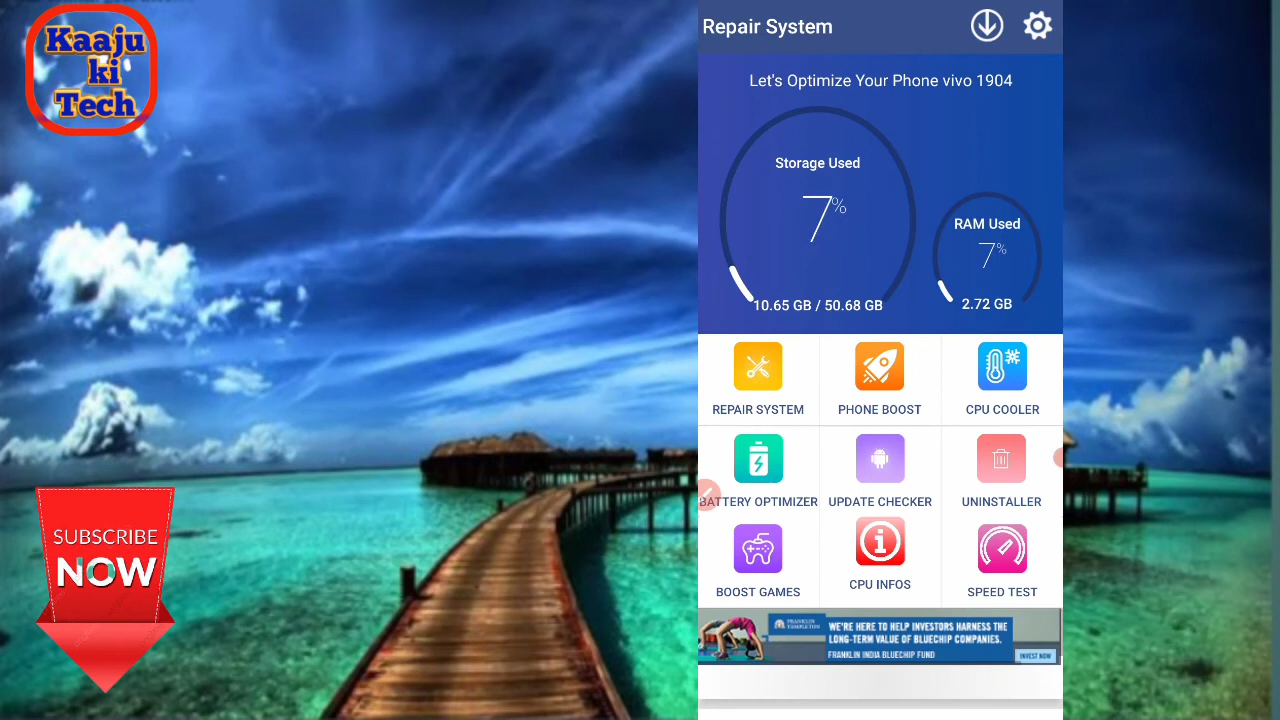 Kaaju
ki
Tech
SUBSCRIBE
NOW
Repair System
Let's Optimize Your Phone vivo 1904
Storage Used
7%
10.65 GB / 50.68 GB
RAM Used
7%
2.72 GB
REPAIR SYSTEM
PHONE BOOST
CPU COOLER
BATTERY OPTIMIZER
UPDATE CHECKER
UNINSTALLER
BOOST GAMES
CPU INFOS
SPEED TEST
FRANKLIN
TEMPLETON
WE'RE HERE TO HELP INVESTORS HARNESS THE
LONG-TERM VALUE OF BLUECHIP COMPANIES.
FRANKLIN INDIA BLUECHIP FUND
INVEST NOW